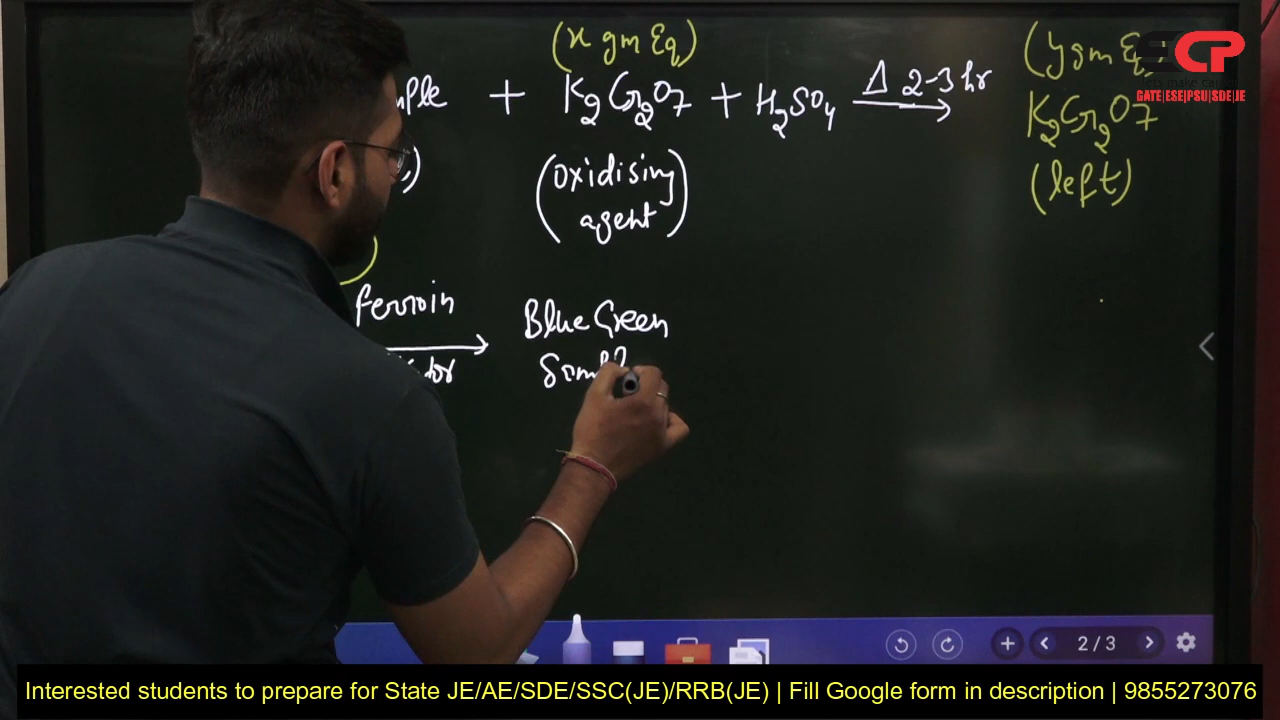 (x gm Eq)
+ K2Cr2O7 + H2SO4 Δ 2-3 hr
(y gm
K2Cr2O7
(left)
(oxidising
agent)
ferroin
Blue Green
ECP
GATE|ESE|PSU|SDE|JE
2/3
Interested students to prepare for State JE/AE/SDE/SSC(JE)/RRB(JE) | Fill Google form in description | 9855273076